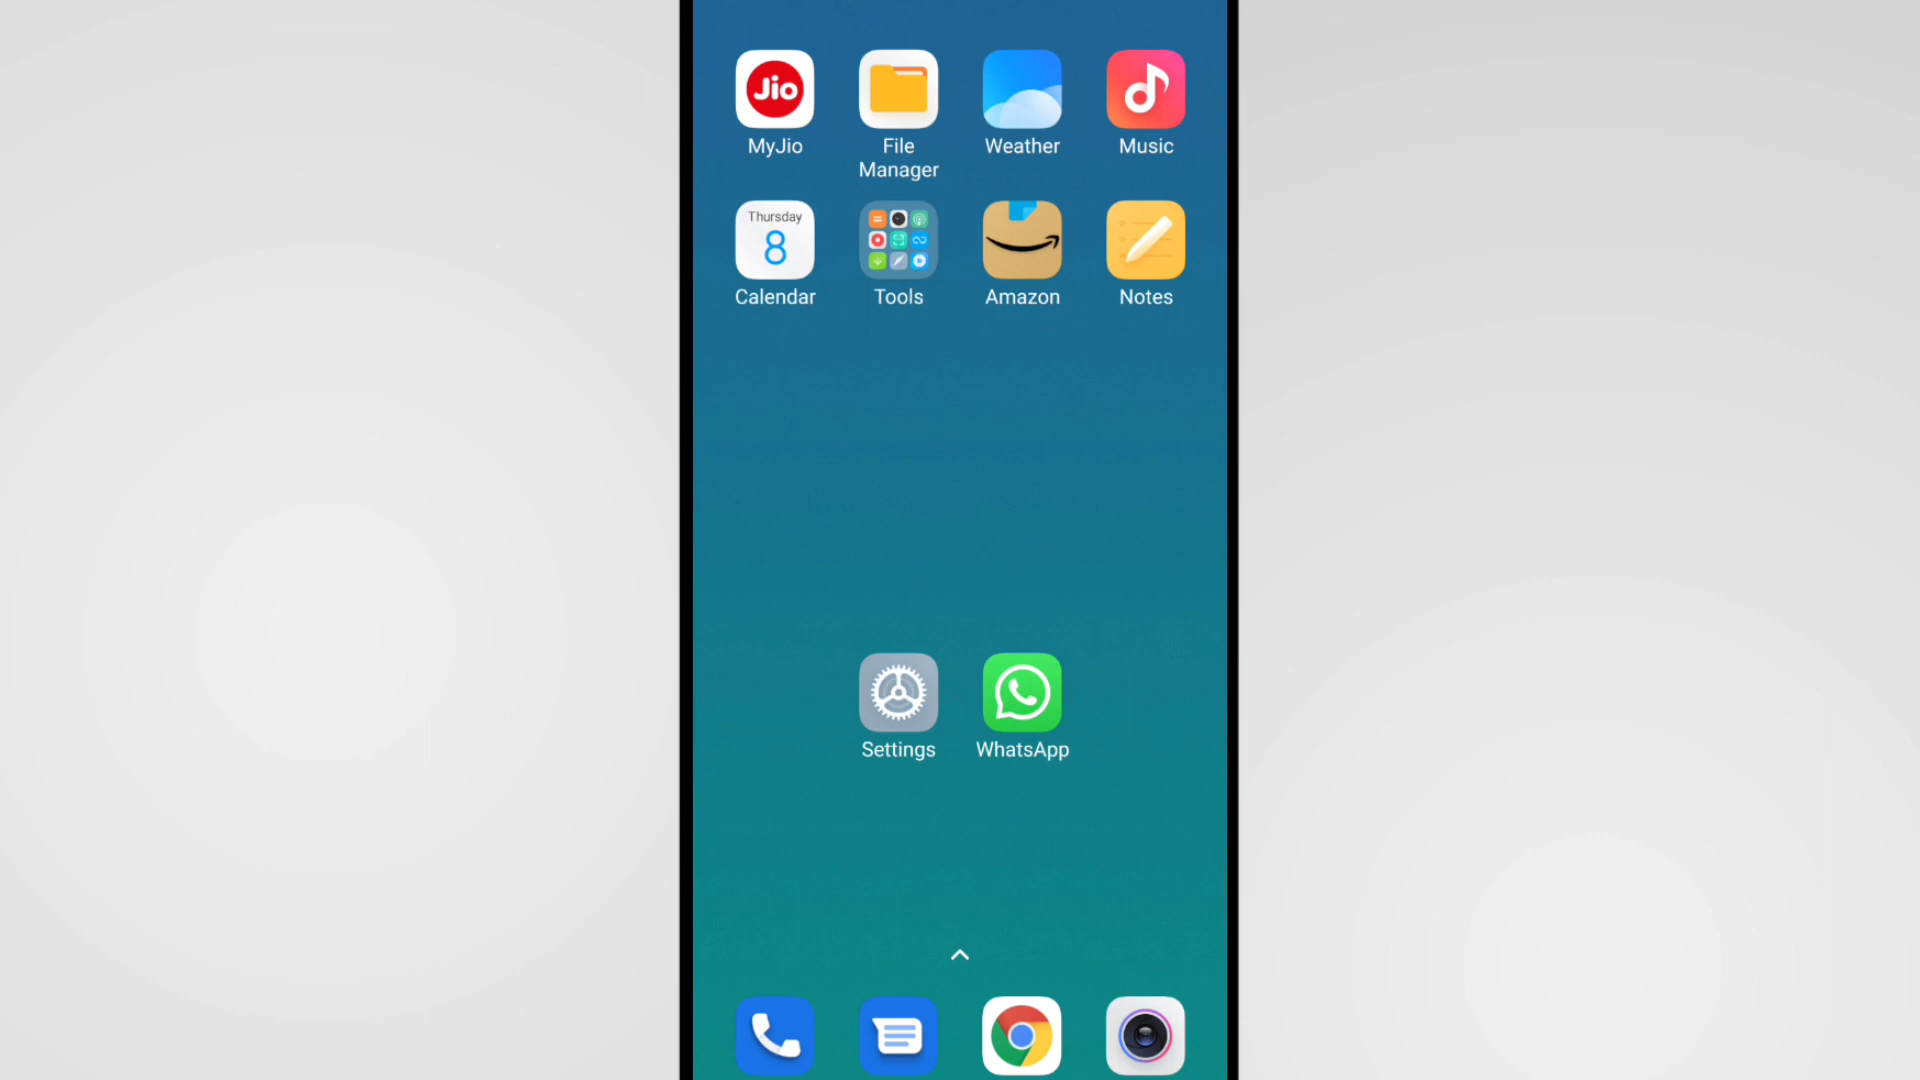 Jio
MyJio
File
Manager
Weather
Music
Thursday
8
Calendar
Tools
Amazon
Notes
Settings
WhatsApp